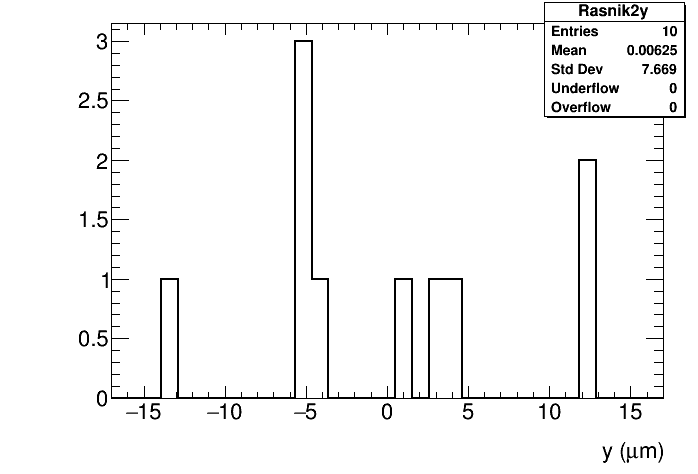 Rasnik2y
Entries 10
Mean 0.00625
Std Dev 7.669
Underflow 0
Overflow 0
3
2.5
2
1.5
1
0.5
0
−15 −10 −5 0 5 10 15
y (μm)